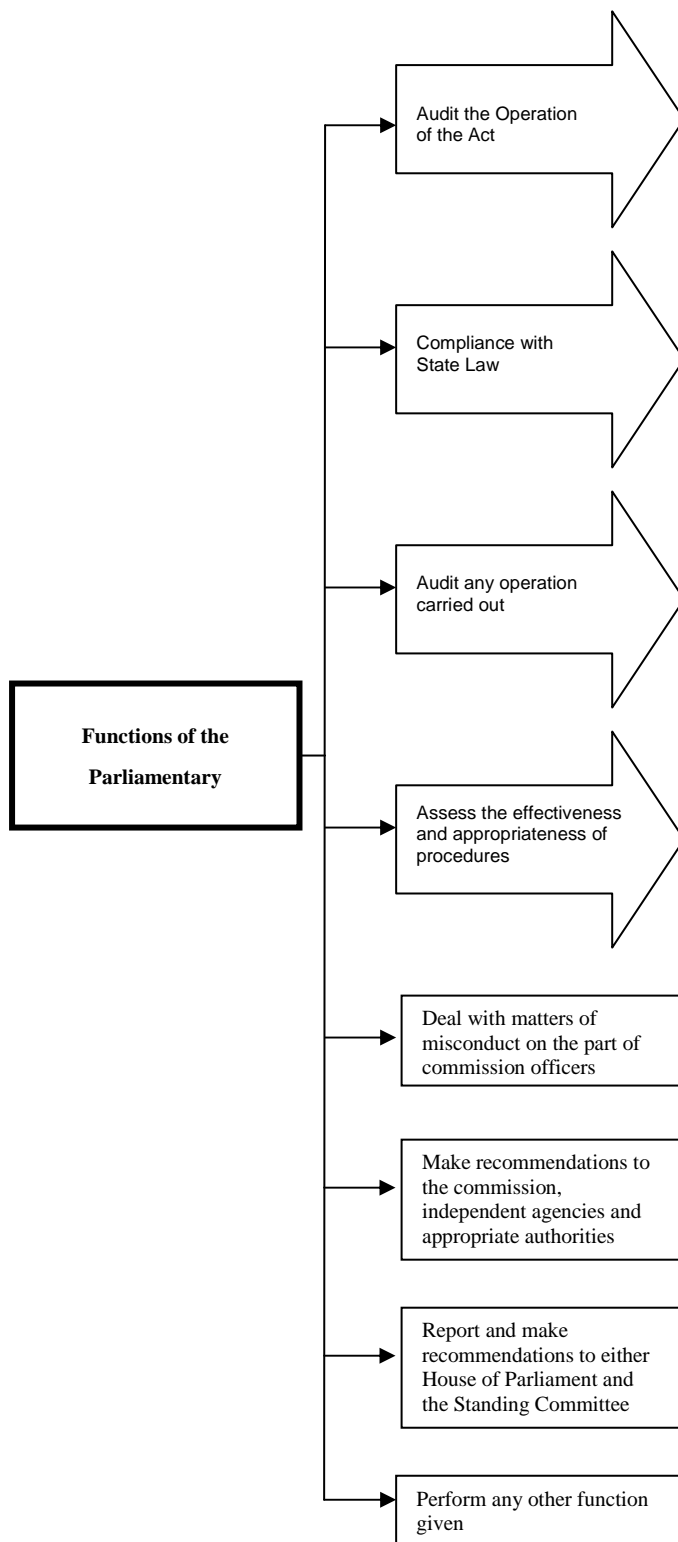 Audit the Operation
of the Act
Compliance with
State Law
Audit any operation
carried out
Functions of the
Parliamentary
Assess the effectiveness
and appropriateness of
procedures
Deal with matters of
misconduct on the part of
commission officers
Make recommendations to
the commission,
independent agencies and
appropriate authorities
Report and make
recommendations to either
House of Parliament and
the Standing Committee
Perform any other function
given